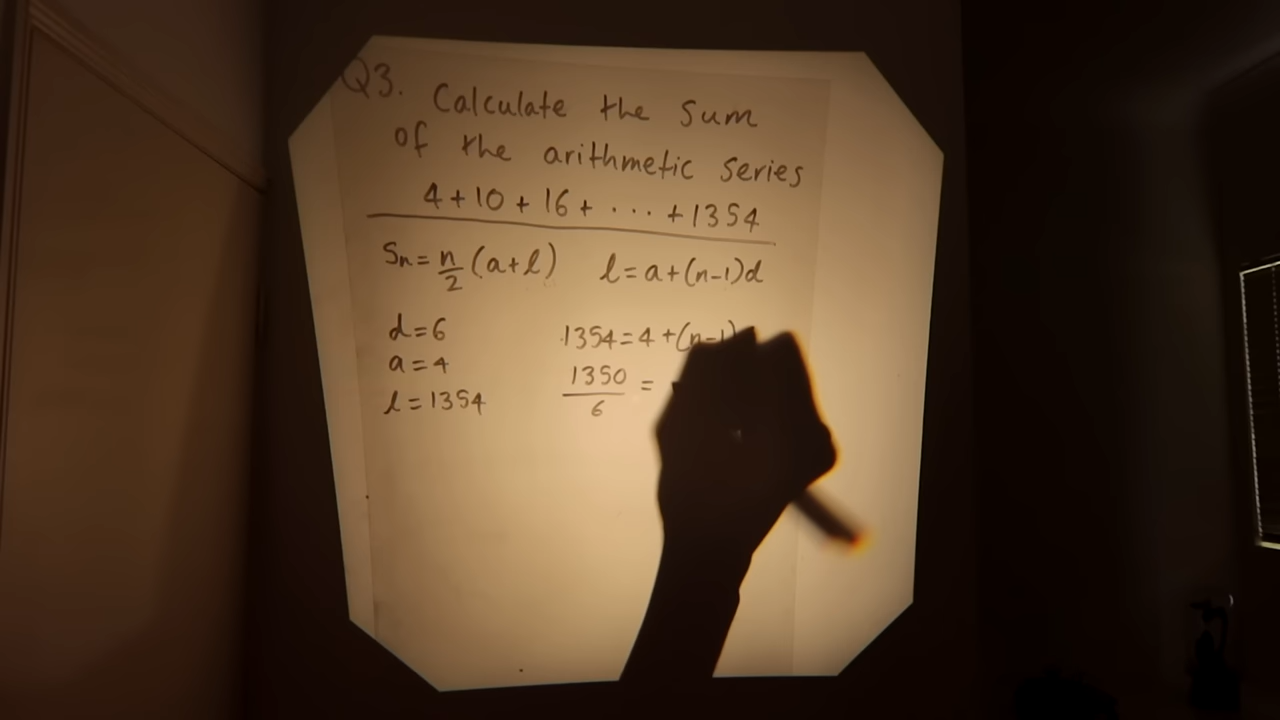 Q3. Calculate the Sum
of the arithmetic series
4 + 10 + 16 + .... + 1354
Sn = n/2 (a+l) l = a+(n-1)d
d = 6 1354 = 4 + (n-1)
a = 4 1350/6 =
l = 1354